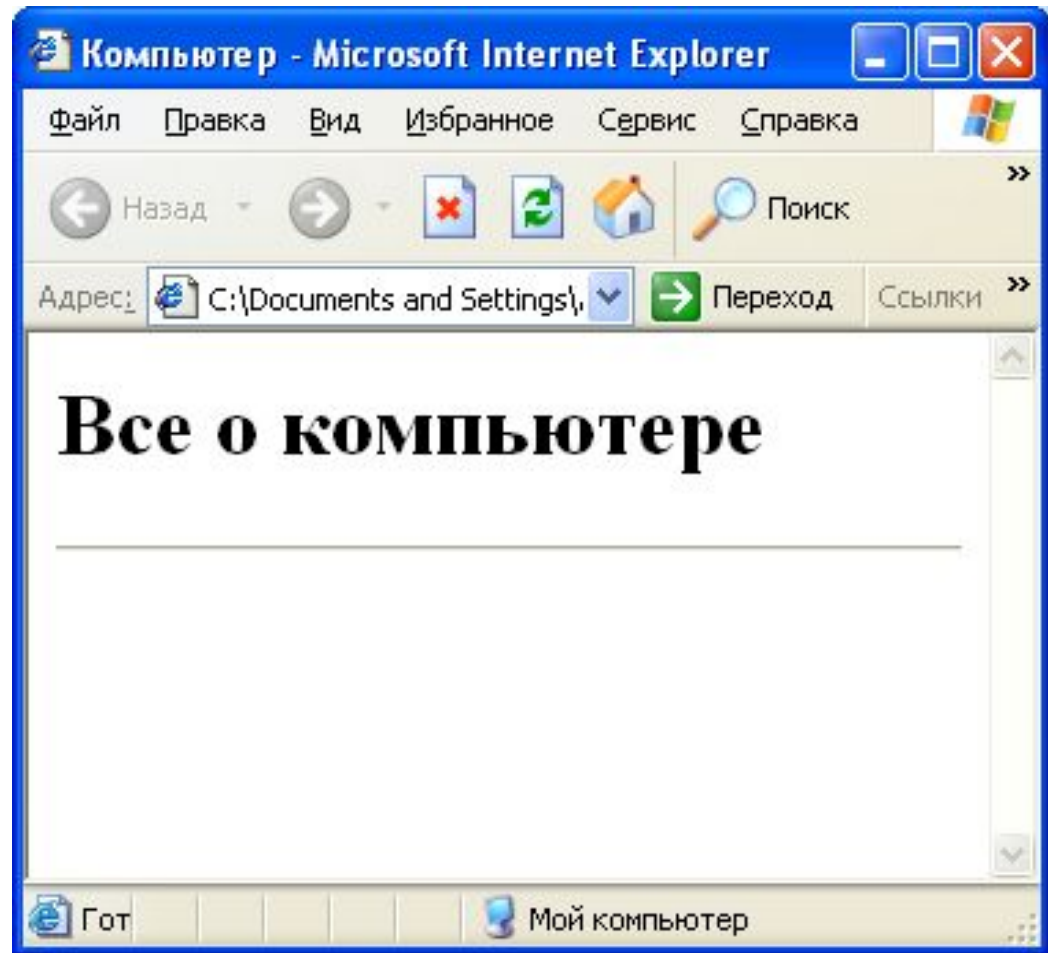 Компьютер - Microsoft Internet Explorer
Файл Правка Вид Избранное Сервис Справка
Назад Поиск
Адрес: C:\Documents and Settings\, Переход Ссылки
Все о компьютере
Гот Мой компьютер